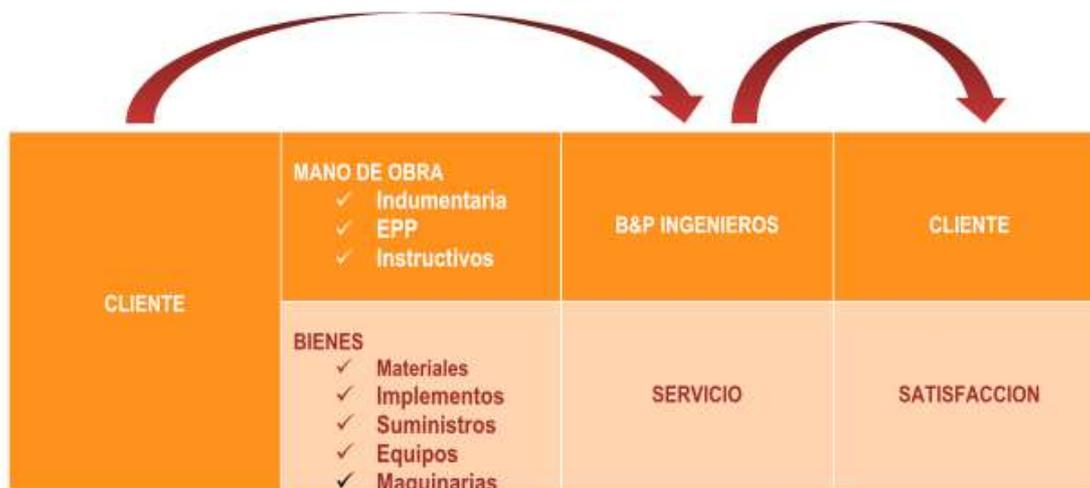 CLIENTE
MANO DE OBRA
✓ Indumentaria
✓ EPP
✓ Instructivos
B&P INGENIEROS
CLIENTE
BIENES
✓ Materiales
✓ Implementos
✓ Suministros
✓ Equipos
✓ Maquinarias
SERVICIO
SATISFACCION